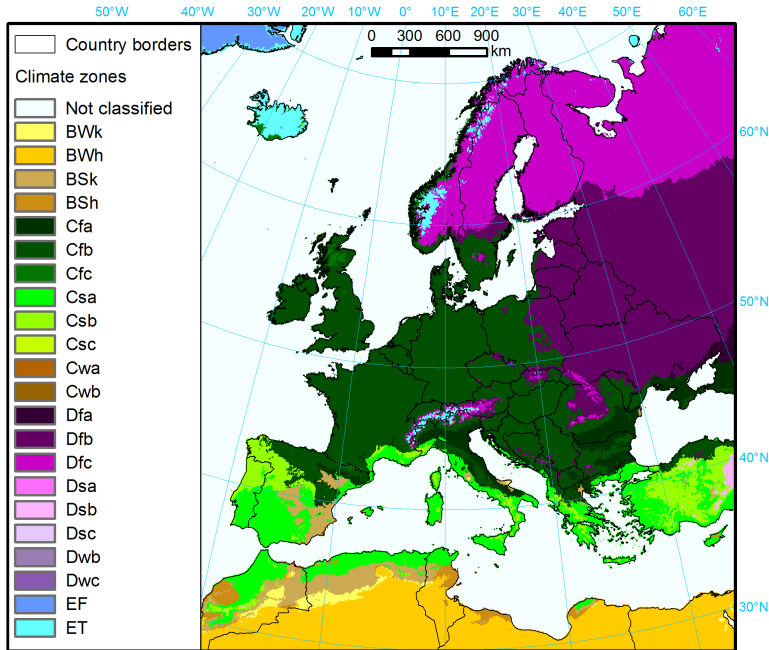 50°W 40°W 30°W 20°W 10°W 0° 10°E 20°E 30°E 40°E 50°E 60°E
0 300 600 900
km
Country borders
Climate zones
Not classified
BWk
BWh
BSk
BSh
Cfa
Cfb
Cfc
Csa
Csb
Csc
Cwa
Cwb
Dfa
Dfb
Dfc
Dsa
Dsb
Dsc
Dwb
Dwc
EF
ET
60°N
50°N
40°N
30°N